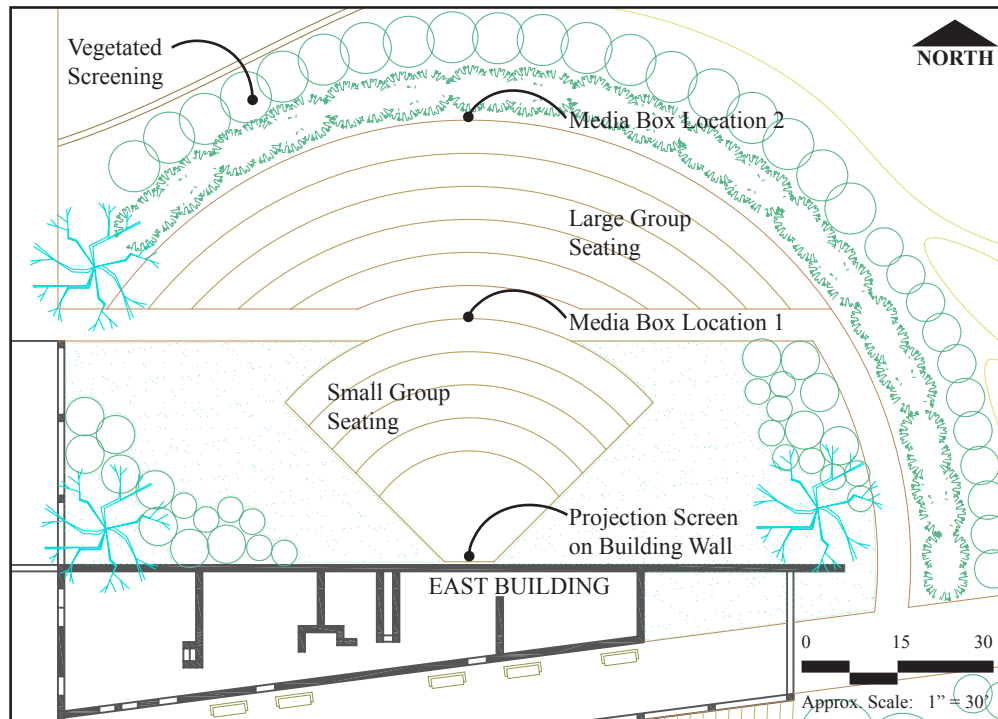 Vegetated
Screening
NORTH
Media Box Location 2
Large Group
Seating
Media Box Location 1
Small Group
Seating
Projection Screen
on Building Wall
EAST BUILDING
0 15 30
Approx. Scale: 1” = 30’